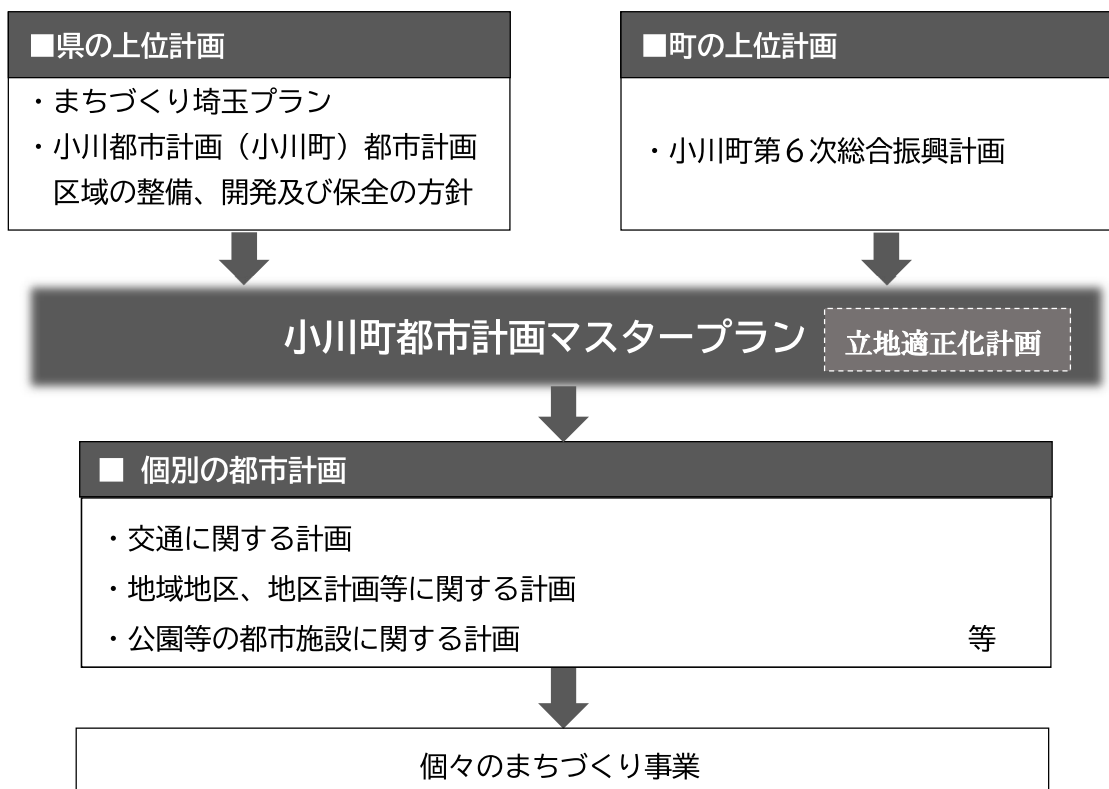 ■県の上位計画
・まちづくり埼玉プラン
・小川都市計画（小川町）都市計画
区域の整備、開発及び保全の方針
■町の上位計画
・小川町第６次総合振興計画
小川町都市計画マスタープラン 立地適正化計画
■ 個別の都市計画
・交通に関する計画
・地域地区、地区計画等に関する計画
・公園等の都市施設に関する計画 等
個々のまちづくり事業